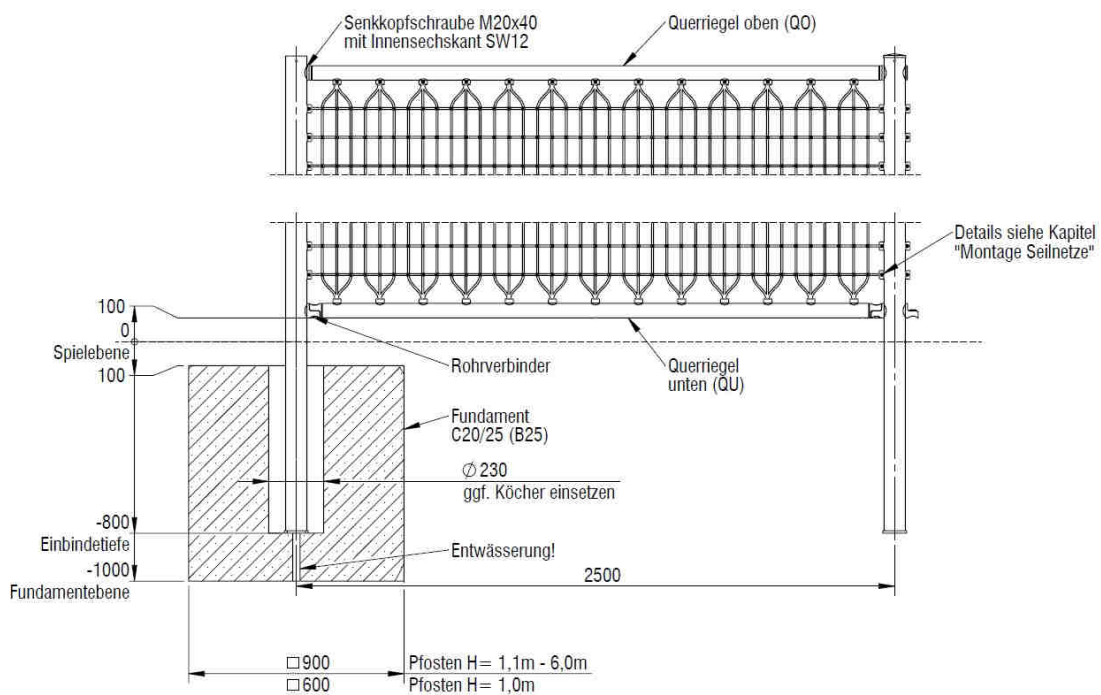 Senkkopfschraube M20x40
mit Innensechskant SW12
Querriegel oben (QO)
Details siehe Kapitel
"Montage Seilnetze"
100
0
Spielebene
100
Rohrverbinder
Querriegel
unten (QU)
Fundament
C20/25 (B25)
∅ 230
ggf. Köcher einsetzen
-800
Einbindetiefe
-1000
Fundamentebene
Entwässerung!
2500
□ 900 Pfosten H= 1,1m - 6,0m
□ 600 Pfosten H= 1,0m